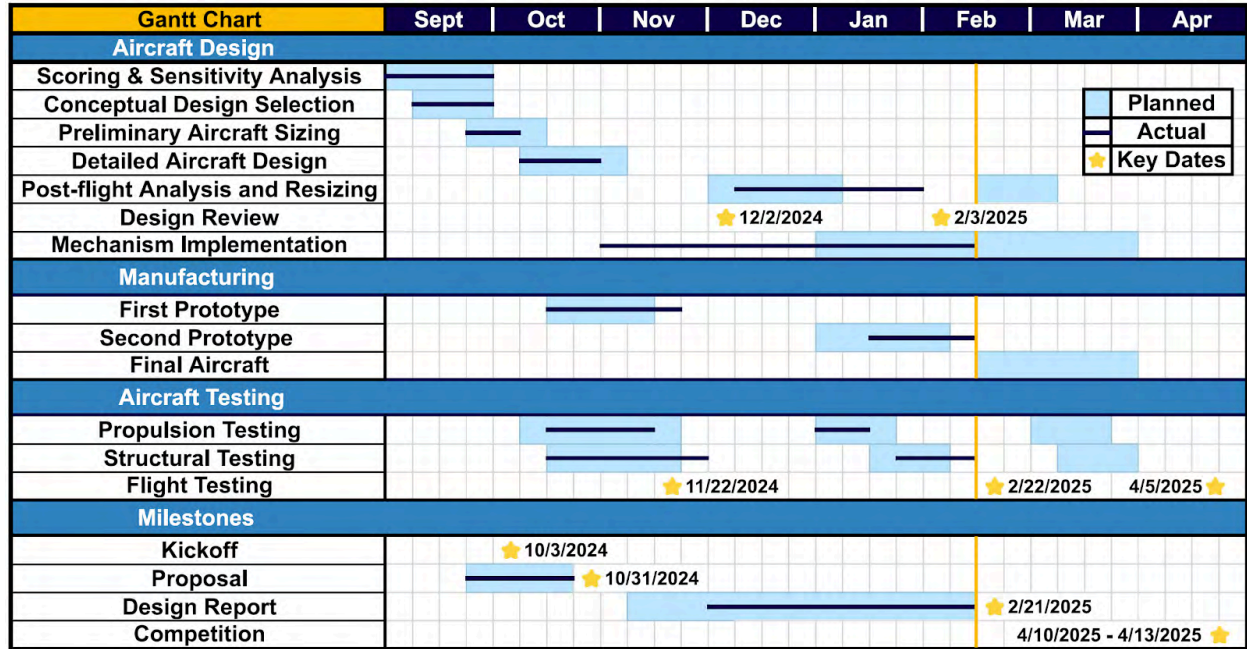 Gantt Chart Sept Oct Nov Dec Jan Feb Mar Apr
Aircraft Design
Scoring & Sensitivity Analysis
Conceptual Design Selection
Preliminary Aircraft Sizing
Detailed Aircraft Design
Post-flight Analysis and Resizing
Design Review 12/2/2024 2/3/2025
Mechanism Implementation
Planned
Actual
Key Dates
Manufacturing
First Prototype
Second Prototype
Final Aircraft
Aircraft Testing
Propulsion Testing
Structural Testing
Flight Testing 11/22/2024 2/22/2025 4/5/2025
Milestones
Kickoff 10/3/2024
Proposal 10/31/2024
Design Report 2/21/2025
Competition 4/10/2025 - 4/13/2025